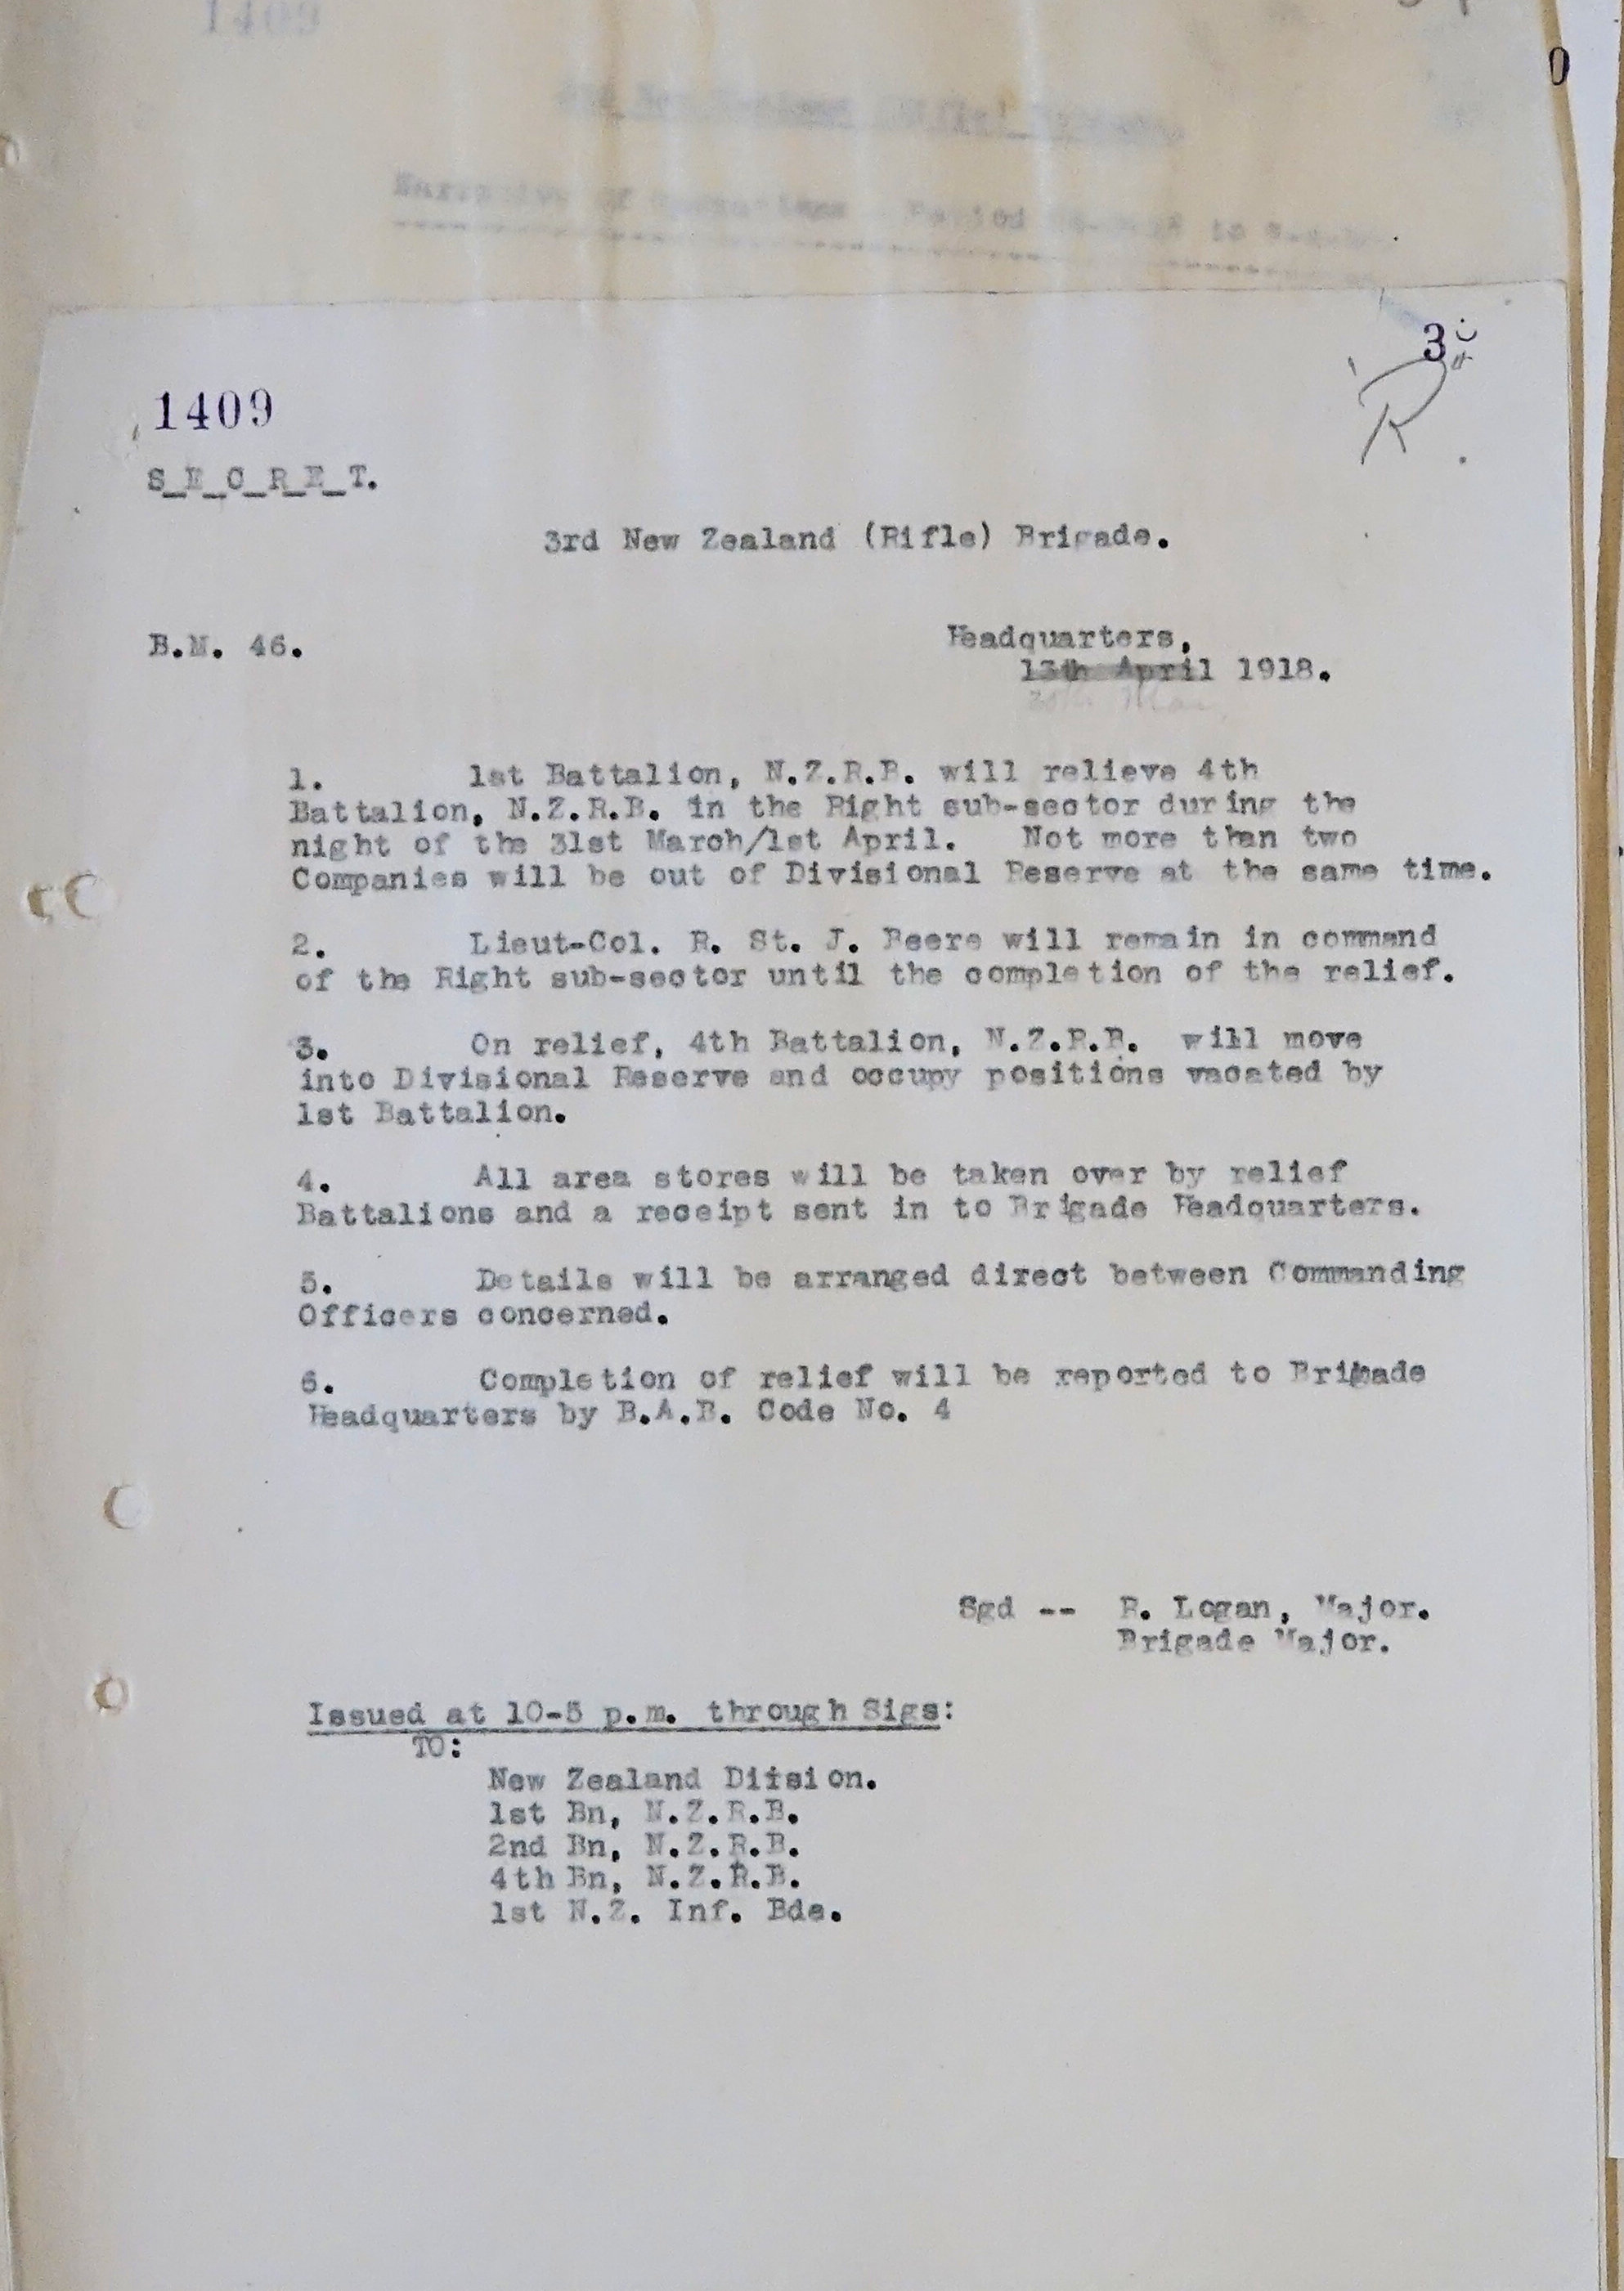 1409
0
3
"R"
1409
S_E_C_R_E_T.
3rd New Zealand (Rifle) Brigade.
B.M. 46.
Headquarters,
13th April 1918.
30th Mar
1. 1st Battalion, N.Z.R.B. will relieve 4th
Battalion, N.Z.R.B. in the Right sub-sector during the
night of the 31st March/1st April. Not more than two
Companies will be out of Divisional Reserve at the same time.
2. Lieut-Col. R. St. J. Beere will remain in command
of the Right sub-sector until the completion of the relief.
3. On relief, 4th Battalion, N.Z.R.B. will move
into Divisional Reserve and occupy positions vacated by
1st Battalion.
4. All area stores will be taken over by relief
Battalions and a receipt sent in to Brigade Headquarters.
5. Details will be arranged direct between Commanding
Officers concerned.
6. Completion of relief will be reported to Brigade
Headquarters by B.A.B. Code No. 4
Sgd -- R. Logan, Major.
Brigade Major.
Issued at 10-5 p.m. through Sigs:
TO:
New Zealand Diision.
1st Bn, N.Z.R.B.
2nd Bn, N.Z.R.B.
4th Bn, N.Z.R.B.
1st N.Z. Inf. Bde.